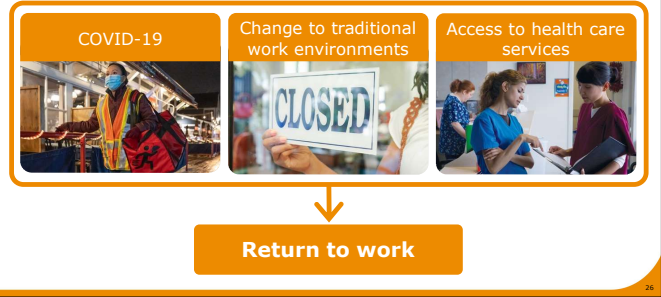 COVID-19
Change to traditional
work environments
Access to health care
services
CLOSED
Return to work
26